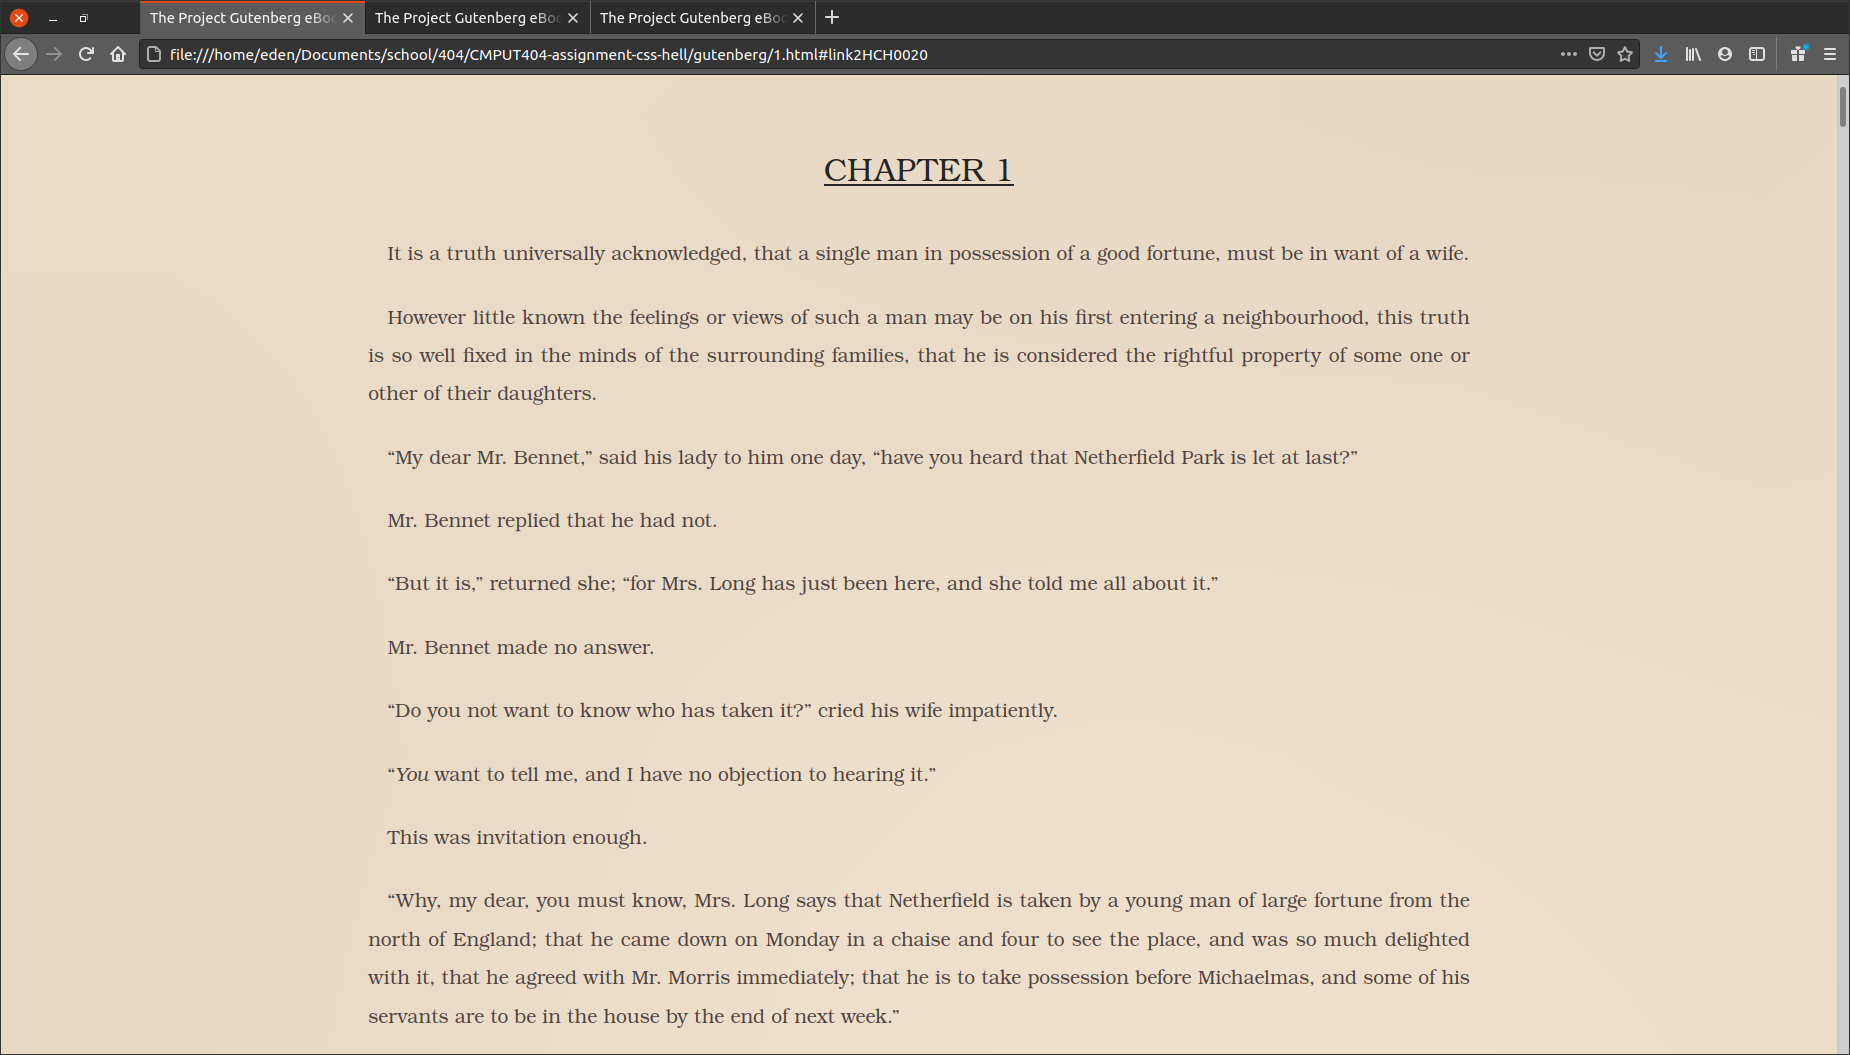 The Project Gutenberg eBoo
The Project Gutenberg eBoo
The Project Gutenberg eBoo
file:///home/eden/Documents/school/404/CMPUT404-assignment-css-hell/gutenberg/1.html#link2HCH0020
CHAPTER 1
It is a truth universally acknowledged, that a single man in possession of a good fortune, must be in want of a wife.
However little known the feelings or views of such a man may be on his first entering a neighbourhood, this truth
is so well fixed in the minds of the surrounding families, that he is considered the rightful property of some one or
other of their daughters.
“My dear Mr. Bennet,” said his lady to him one day, “have you heard that Netherfield Park is let at last?”
Mr. Bennet replied that he had not.
“But it is,” returned she; “for Mrs. Long has just been here, and she told me all about it.”
Mr. Bennet made no answer.
“Do you not want to know who has taken it?” cried his wife impatiently.
“You want to tell me, and I have no objection to hearing it.”
This was invitation enough.
“Why, my dear, you must know, Mrs. Long says that Netherfield is taken by a young man of large fortune from the
north of England; that he came down on Monday in a chaise and four to see the place, and was so much delighted
with it, that he agreed with Mr. Morris immediately; that he is to take possession before Michaelmas, and some of his
servants are to be in the house by the end of next week.”